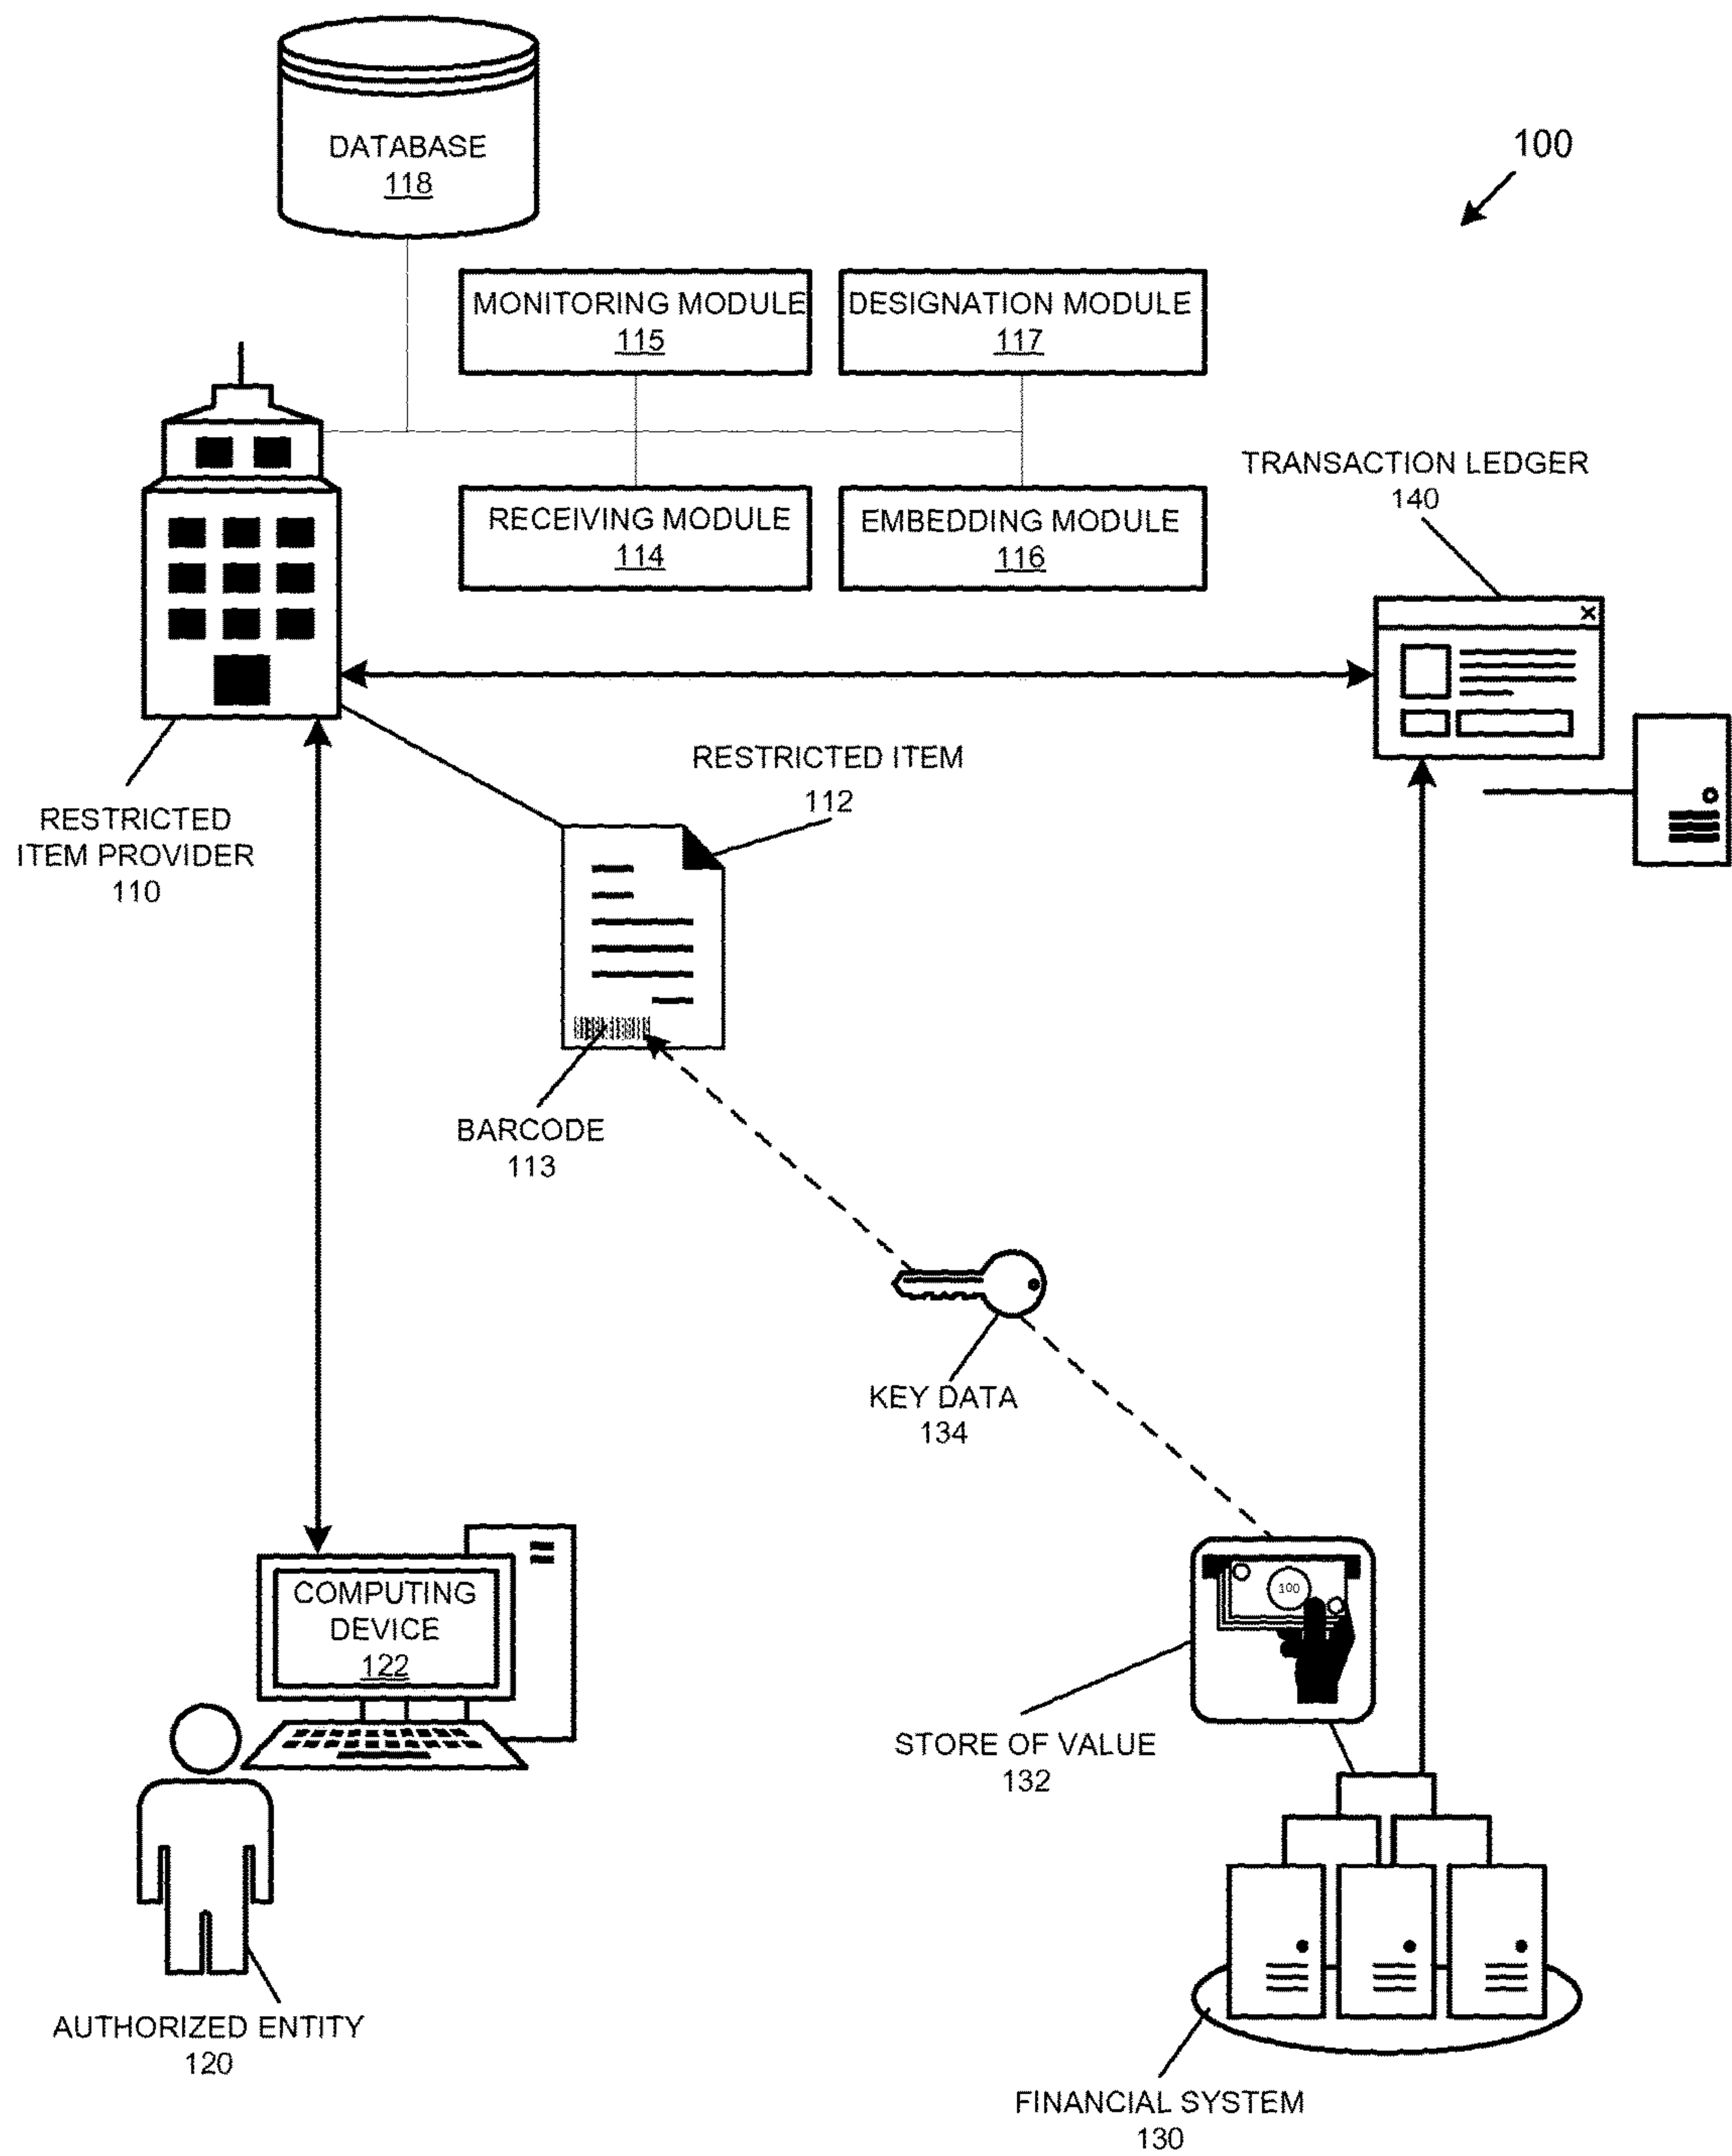 DATABASE
118
100
MONITORING MODULE
115
DESIGNATION MODULE
117
TRANSACTION LEDGER
140
RECEIVING MODULE
114
EMBEDDING MODULE
116
×
RESTRICTED ITEM
112
RESTRICTED
ITEM PROVIDER
110
BARCODE
113
KEY DATA
134
COMPUTING
DEVICE
122
100
STORE OF VALUE
132
AUTHORIZED ENTITY
120
FINANCIAL SYSTEM
130